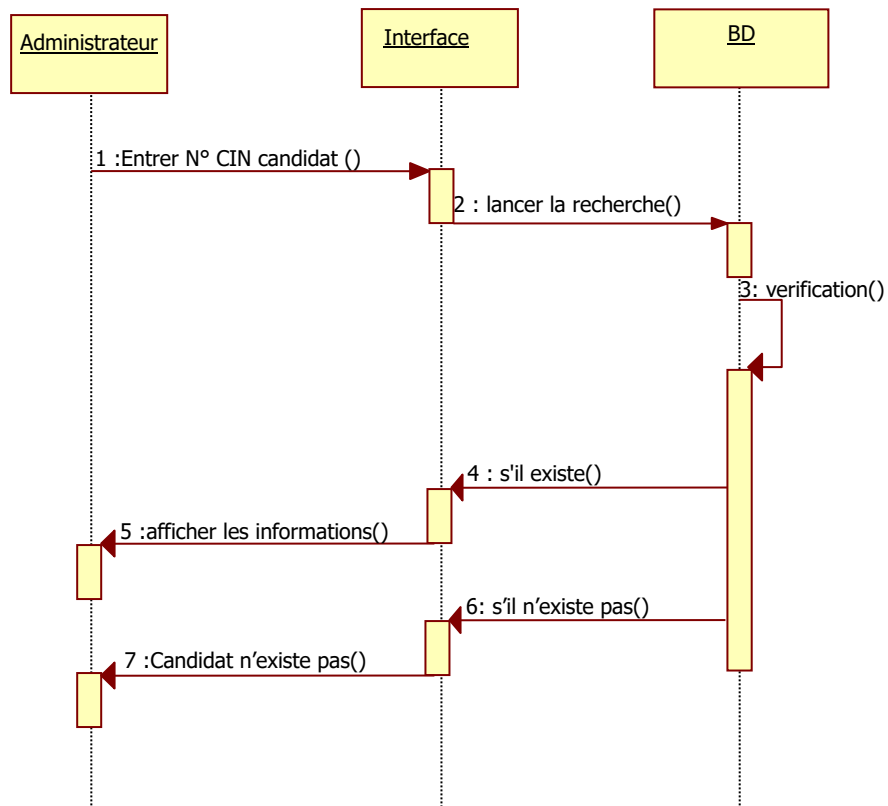 Administrateur
Interface
BD
1 :Entrer N° CIN candidat ()
2 : lancer la recherche()
3: verification()
4 : s'il existe()
5 :afficher les informations()
6: s’il n’existe pas()
7 :Candidat n’existe pas()